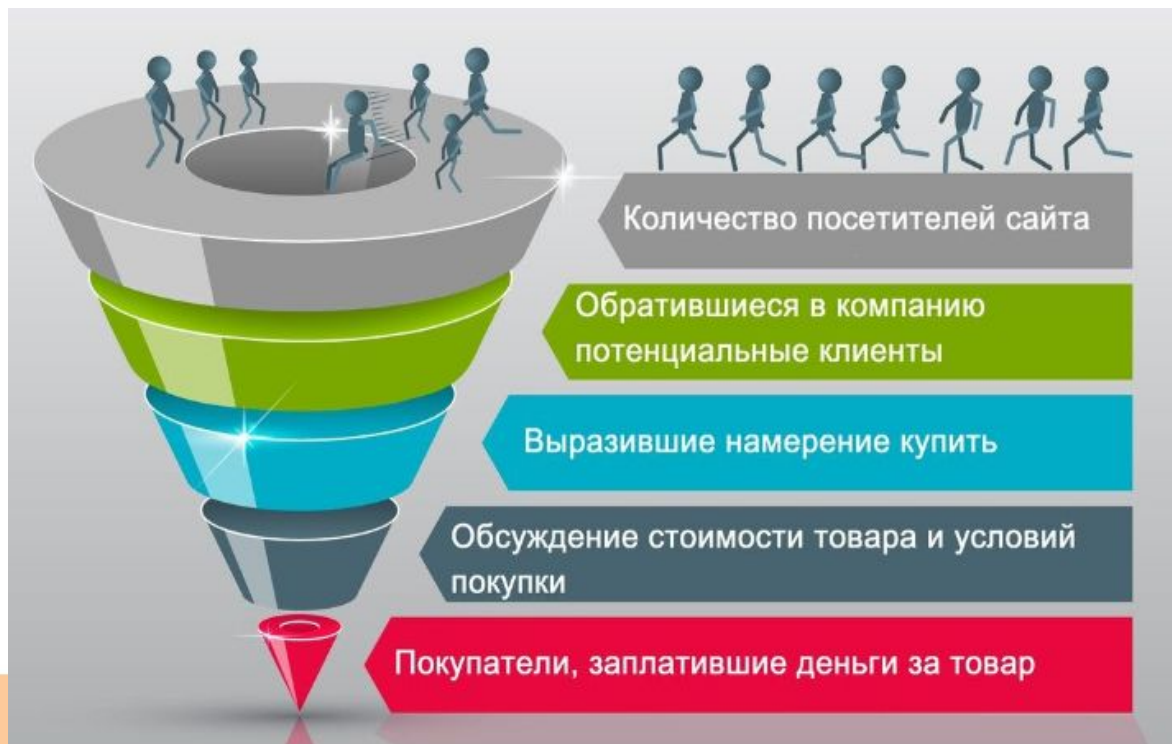 Количество посетителей сайта
Обратившиеся в компанию
потенциальные клиенты
Выразившие намерение купить
Обсуждение стоимости товара и условий
покупки
Покупатели, заплатившие деньги за товар